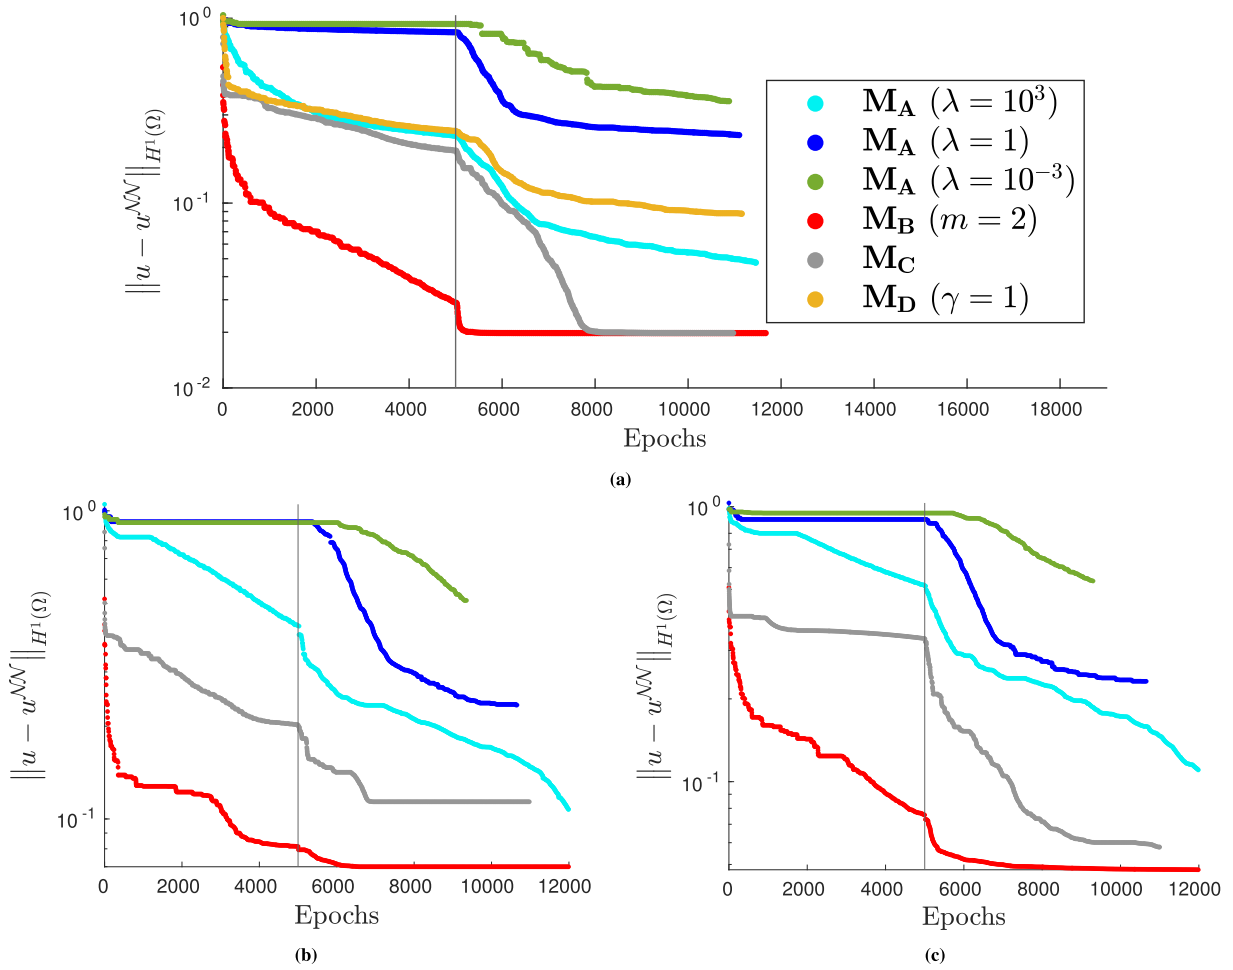 10^0
10^-1
10^-2
||u − u^𝒩𝒩||_H^1(Ω)
M_A (λ = 10^3)
M_A (λ = 1)
M_A (λ = 10^−3)
M_B (m = 2)
M_C
M_D (γ = 1)
0 2000 4000 6000 8000 10000 12000 14000 16000 18000
Epochs
(a)
10^0
10^-1
||u − u^𝒩𝒩||_H^1(Ω)
0 2000 4000 6000 8000 10000 12000
Epochs
(b)
10^0
10^-1
||u − u^𝒩𝒩||_H^1(Ω)
0 2000 4000 6000 8000 10000 12000
Epochs
(c)